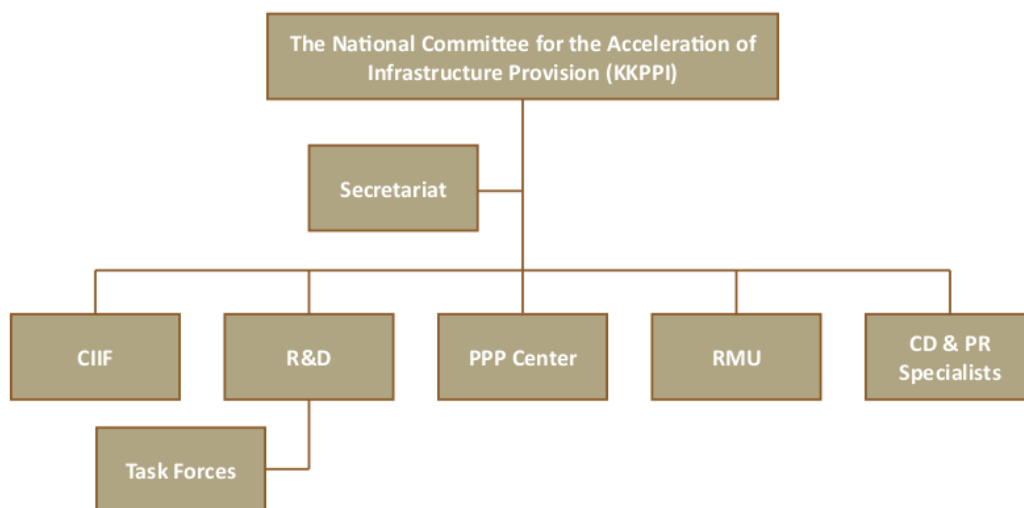 The National Committee for the Acceleration of
Infrastructure Provision (KKPPI)
Secretariat
CIIF
R&D
PPP Center
RMU
CD & PR
Specialists
Task Forces